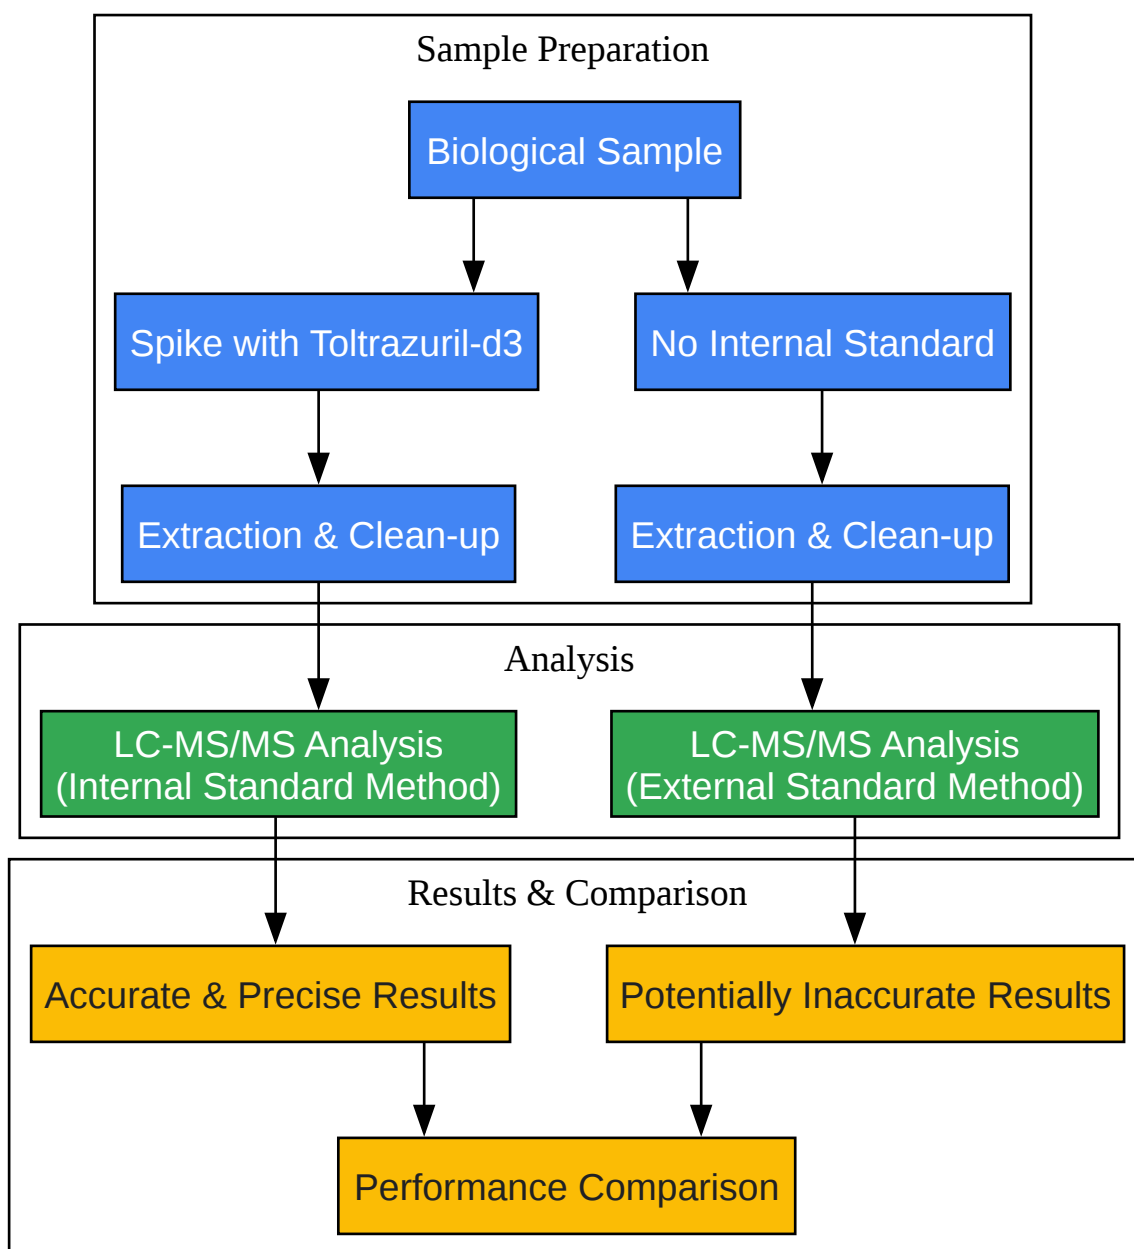 Sample Preparation
Biological Sample
Spike with Toltrazuril-d3
No Internal Standard
Extraction & Clean-up
Extraction & Clean-up
Analysis
LC-MS/MS Analysis
(Internal Standard Method)
LC-MS/MS Analysis
(External Standard Method)
Results & Comparison
Accurate & Precise Results
Potentially Inaccurate Results
Performance Comparison